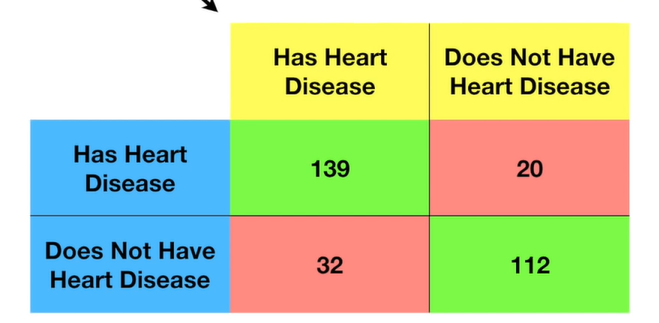 Has Heart
Disease
Does Not Have
Heart Disease
Has Heart
Disease
139
20
Does Not Have
Heart Disease
32
112